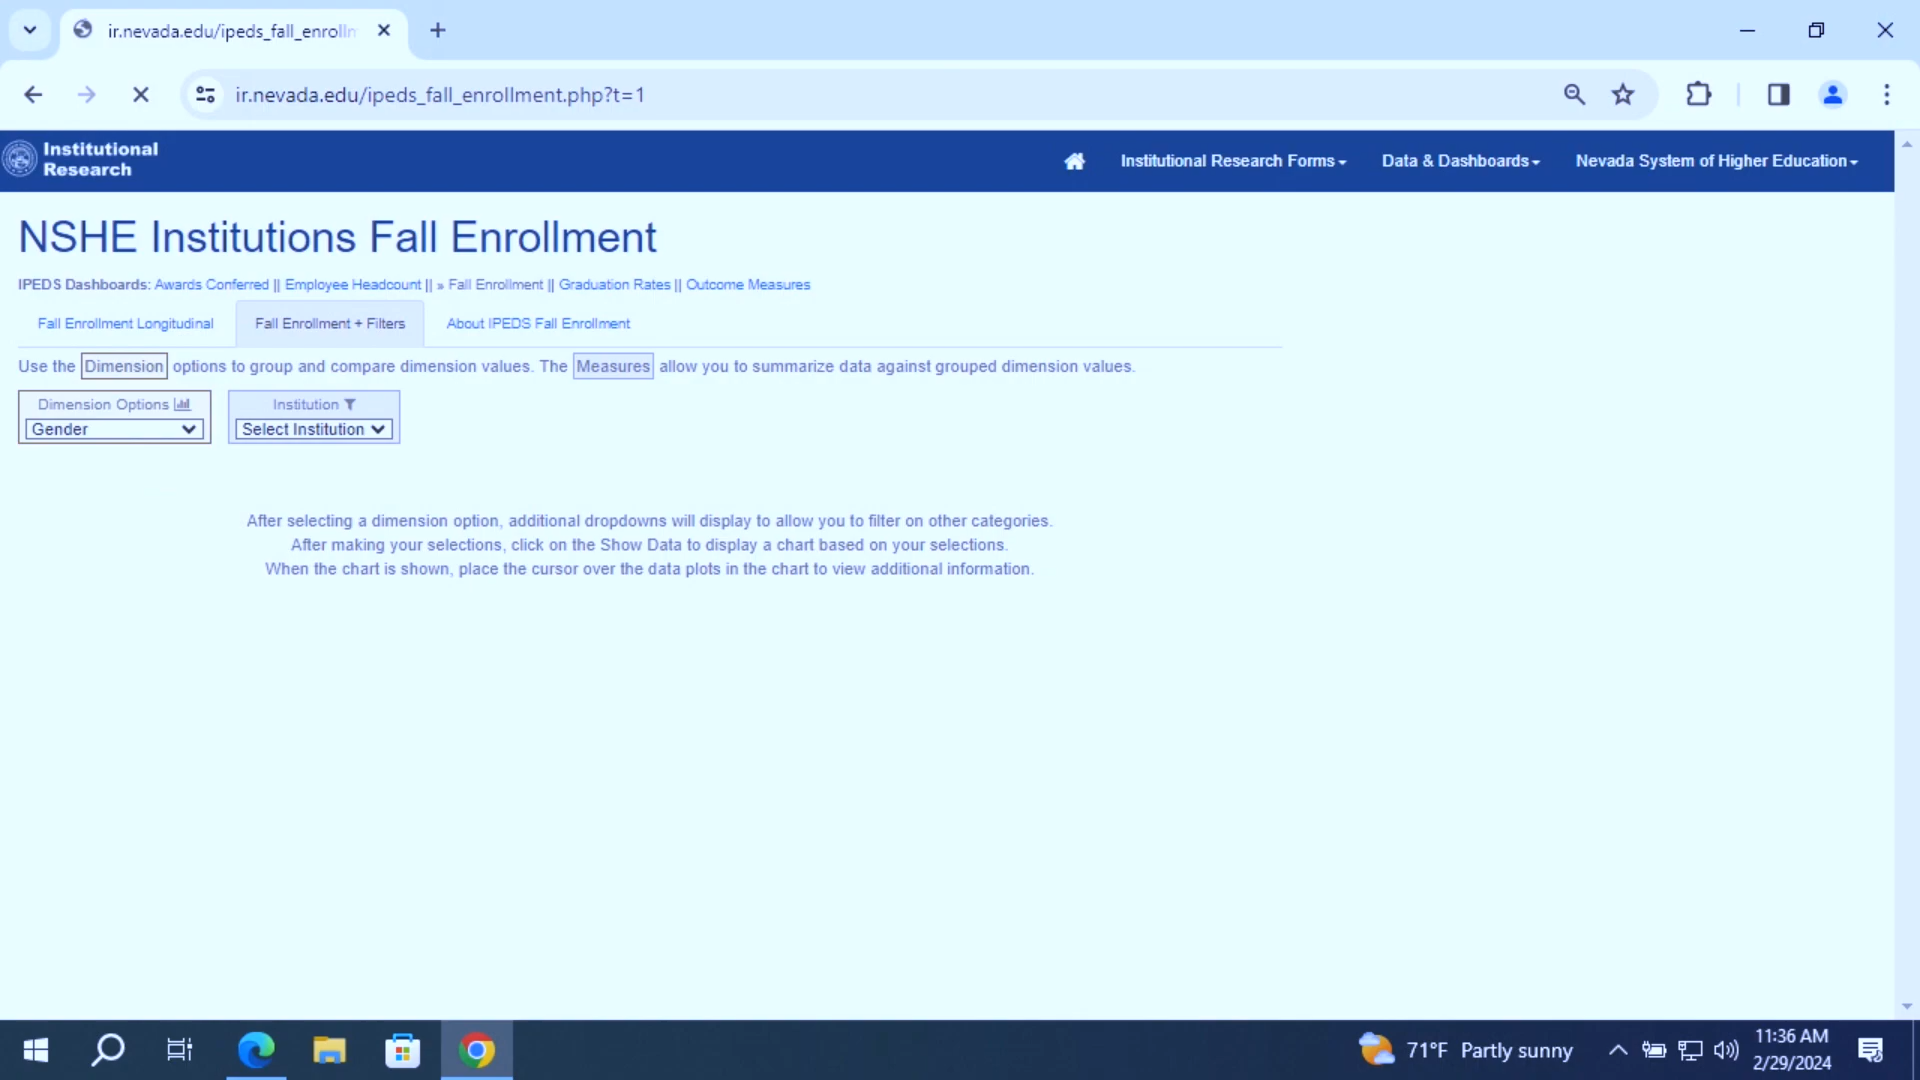 ir.nevada.edu/ipeds_fall_enrolln
ir.nevada.edu/ipeds_fall_enrollment.php?t=1
Institutional
Research
Institutional Research Forms
Data & Dashboards
Nevada System of Higher Education
NSHE Institutions Fall Enrollment
IPEDS Dashboards: Awards Conferred || Employee Headcount || » Fall Enrollment || Graduation Rates || Outcome Measures
Fall Enrollment Longitudinal
Fall Enrollment + Filters
About IPEDS Fall Enrollment
Use the Dimension options to group and compare dimension values. The Measures allow you to summarize data against grouped dimension values.
Dimension Options
Institution
Gender
Select Institution
After selecting a dimension option, additional dropdowns will display to allow you to filter on other categories.
After making your selections, click on the Show Data to display a chart based on your selections.
When the chart is shown, place the cursor over the data plots in the chart to view additional information.
71°F Partly sunny
11:36 AM
2/29/2024